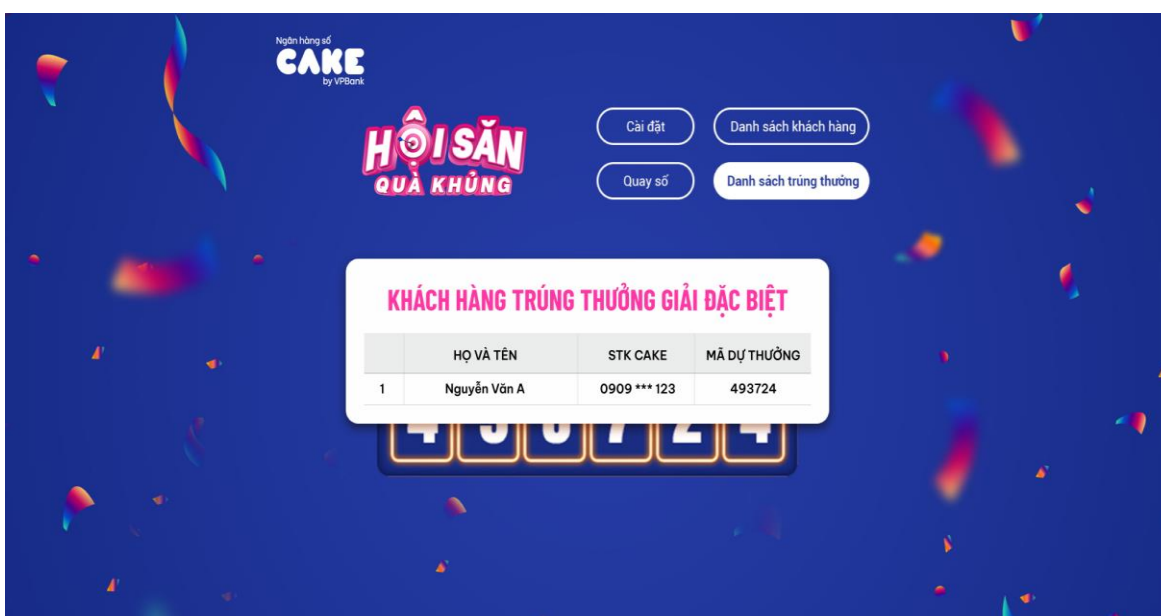 Ngân hàng số
CAKE
by VPBank
HỘI SĂN
QUÀ KHỦNG
Cài đặt
Danh sách khách hàng
Quay số
Danh sách trúng thưởng
KHÁCH HÀNG TRÚNG THƯỞNG GIẢI ĐẶC BIỆT
HỌ VÀ TÊN STK CAKE MÃ DỰ THƯỞNG
1 Nguyễn Văn A 0909 *** 123 493724